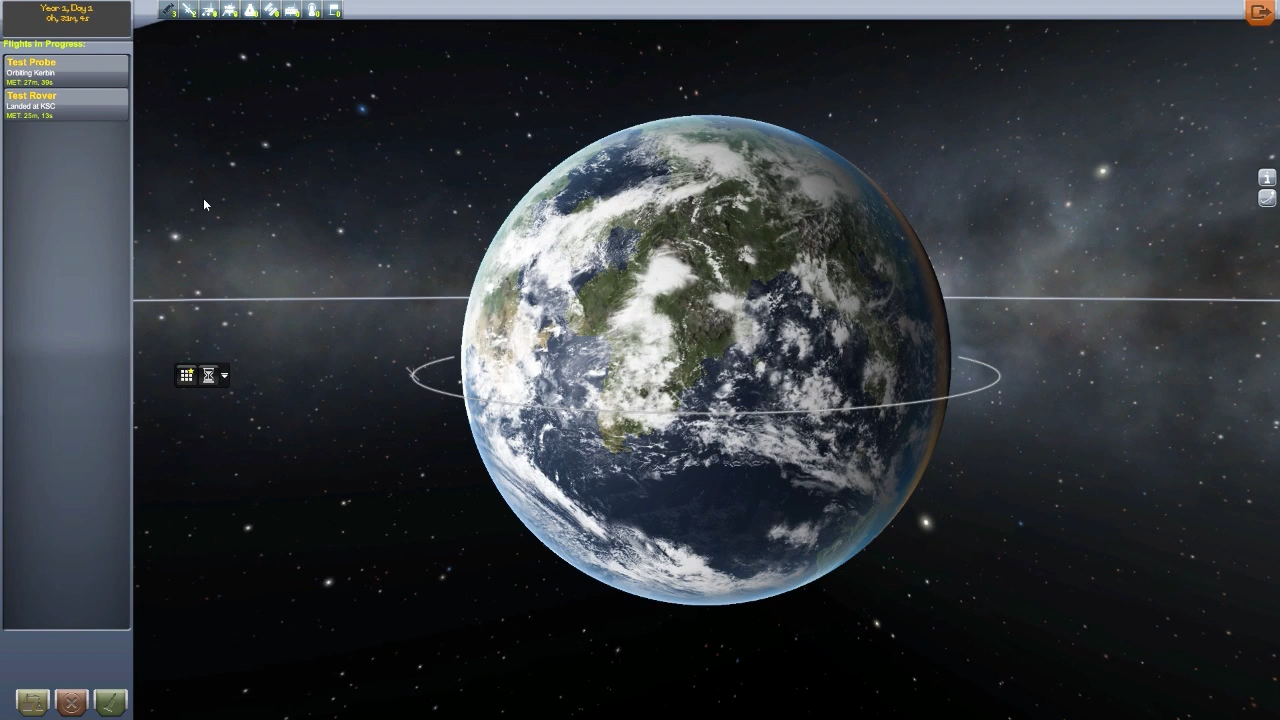 Year 1, Day 1
0h, 31m, 4s
Flights In Progress:
Test Probe
Orbiting Kerbin
MET: 27m, 39s
Test Rover
Landed at KSC
MET: 25m, 13s